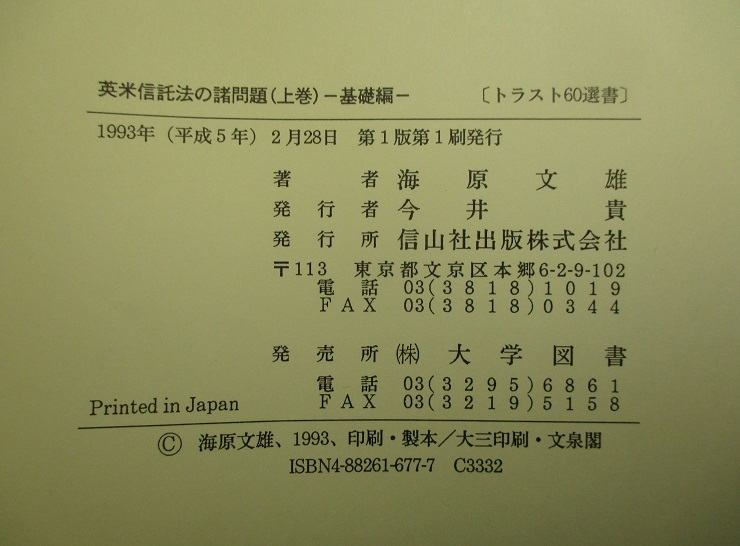 英米信託法の諸問題(上巻)－基礎編－ 〔トラスト60選書〕
1993年(平成5年)2月28日 第1版第1刷発行
著者 海原文雄
発行者 今井貴
発行所 信山社出版株式会社
〒113 東京都文京区本郷6-2-9-102
電話 03(3818)1019
FAX 03(3818)0344
発売所 ㈱ 大学図書
電話 03(3295)6861
FAX 03(3219)5158
Printed in Japan
Ⓒ 海原文雄、1993, 印刷・製本／大三印刷・文泉閣
ISBN4-88261-677-7 C3332